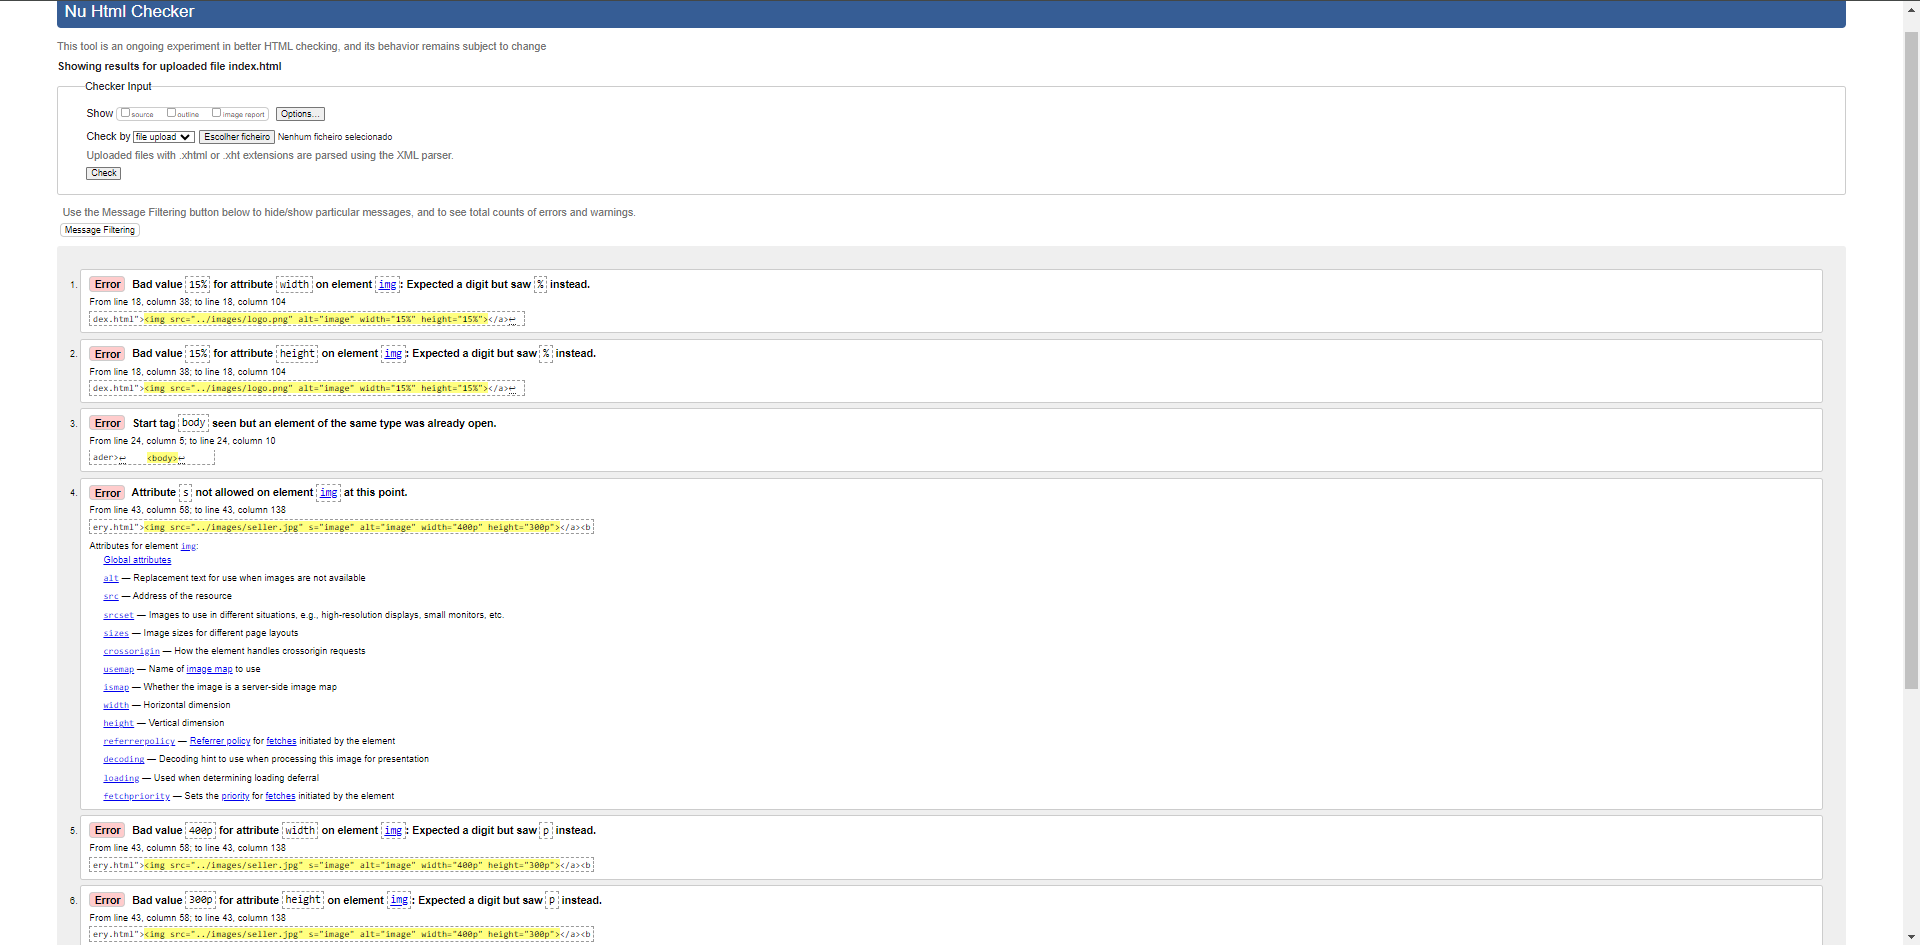 Nu Html Checker
This tool is an ongoing experiment in better HTML checking, and its behavior remains subject to change
Showing results for uploaded file index.html
Checker Input
Show source outline image report Options...
Check by file upload Escolher ficheiro Nenhum ficheiro selecionado
Uploaded files with .xhtml or .xht extensions are parsed using the XML parser.
Check
Use the Message Filtering button below to hide/show particular messages, and to see total counts of errors and warnings.
Message Filtering
1. Error Bad value 15% for attribute width on element img: Expected a digit but saw % instead.
From line 18, column 38; to line 18, column 104
dex.html"><img src="../images/logo.png" alt="image" width="15%" height="15%"></a>↩
2. Error Bad value 15% for attribute height on element img: Expected a digit but saw % instead.
From line 18, column 38; to line 18, column 104
dex.html"><img src="../images/logo.png" alt="image" width="15%" height="15%"></a>↩
3. Error Start tag body seen but an element of the same type was already open.
From line 24, column 5; to line 24, column 10
ader>↩ <body>↩
4. Error Attribute s not allowed on element img at this point.
From line 43, column 58; to line 43, column 138
ery.html"><img src="../images/seller.jpg" s="image" alt="image" width="400p" height="300p"></a><b
Attributes for element img:
Global attributes
alt — Replacement text for use when images are not available
src — Address of the resource
srcset — Images to use in different situations, e.g., high-resolution displays, small monitors, etc.
sizes — Image sizes for different page layouts
crossorigin — How the element handles crossorigin requests
usemap — Name of image map to use
ismap — Whether the image is a server-side image map
width — Horizontal dimension
height — Vertical dimension
referrerpolicy — Referrer policy for fetches initiated by the element
decoding — Decoding hint to use when processing this image for presentation
loading — Used when determining loading deferral
fetchpriority — Sets the priority for fetches initiated by the element
5. Error Bad value 400p for attribute width on element img: Expected a digit but saw p instead.
From line 43, column 58; to line 43, column 138
ery.html"><img src="../images/seller.jpg" s="image" alt="image" width="400p" height="300p"></a><b
6. Error Bad value 300p for attribute height on element img: Expected a digit but saw p instead.
From line 43, column 58; to line 43, column 138
ery.html"><img src="../images/seller.jpg" s="image" alt="image" width="400p" height="300p"></a><b